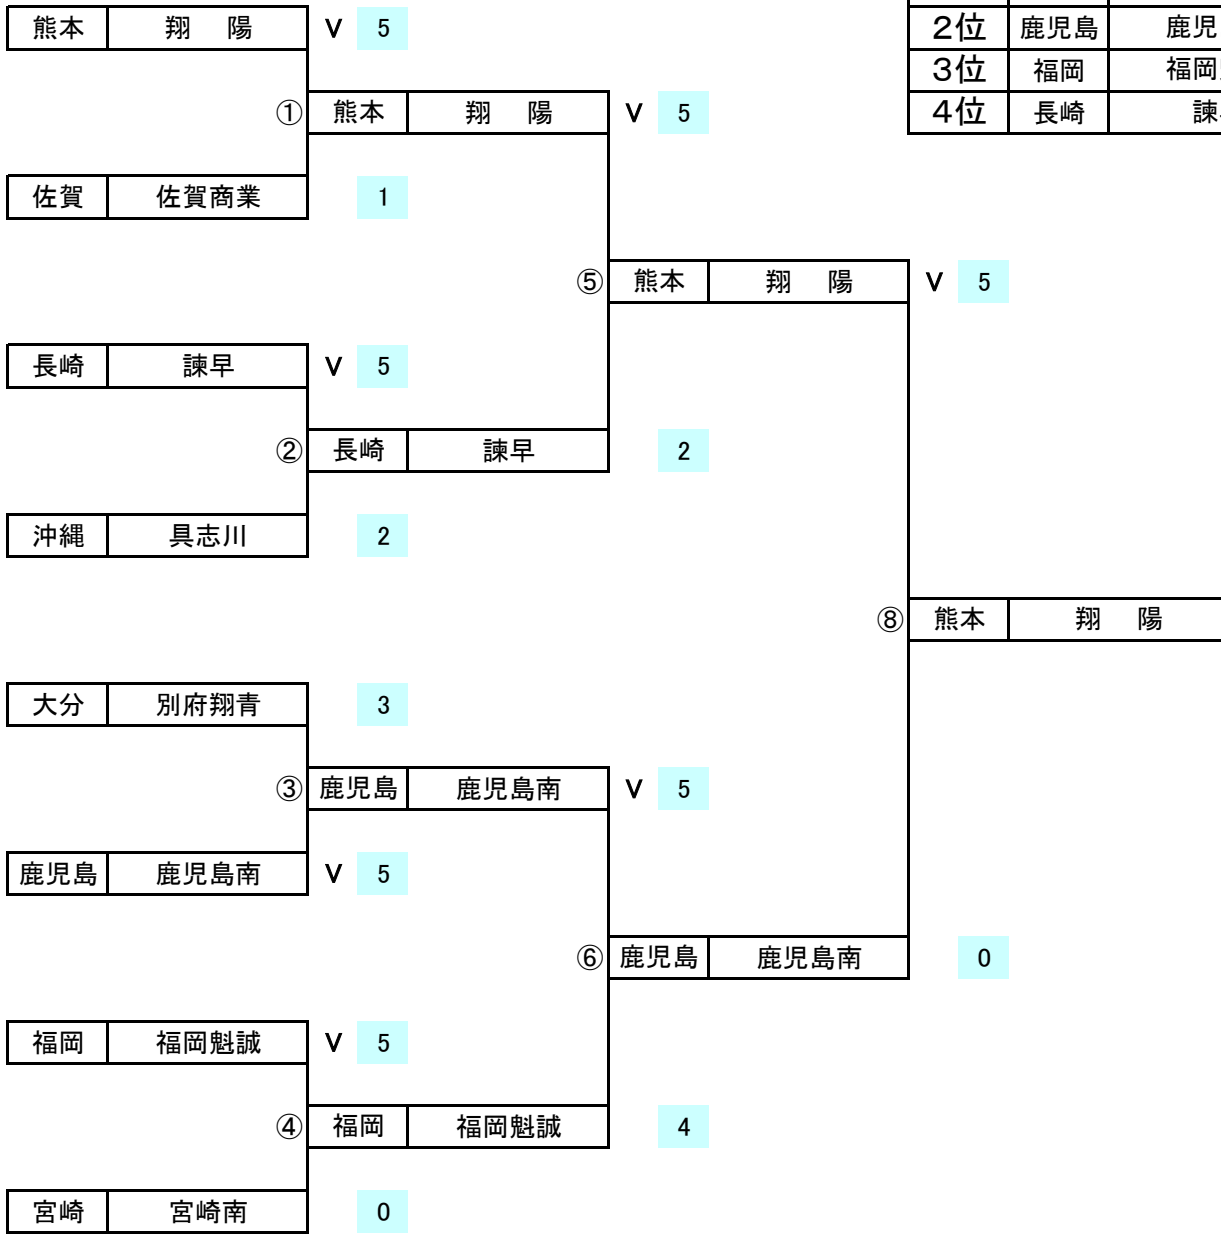 熊本 翔 陽 V 5
2位 鹿児島 鹿児
3位 福岡 福岡
① 熊本 翔 陽 V 5
4位 長崎 諫
佐賀 佐賀商業 1
⑤ 熊本 翔 陽 V 5
長崎 諫早 V 5
② 長崎 諫早 2
沖縄 具志川 2
⑧ 熊本 翔 陽
大分 別府翔青 3
③ 鹿児島 鹿児島南 V 5
鹿児島 鹿児島南 V 5
⑥ 鹿児島 鹿児島南 0
福岡 福岡魁誠 V 5
④ 福岡 福岡魁誠 4
宮崎 宮崎南 0